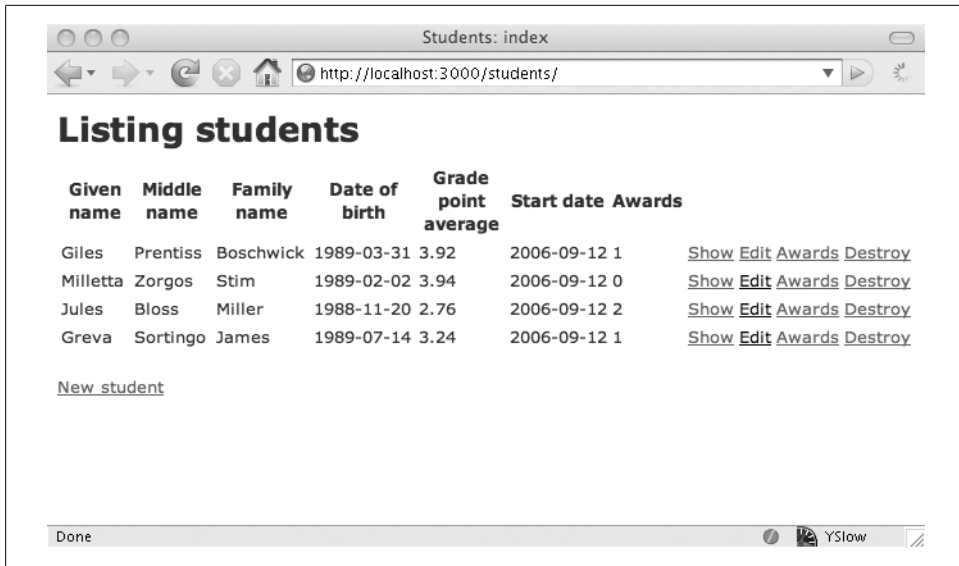 Students: index
http://localhost:3000/students/
Listing students
Given name Middle name Family name Date of birth Grade point average Start date Awards
Giles Prentiss Boschwick 1989-03-31 3.92 2006-09-12 1 Show Edit Awards Destroy
Milletta Zorgos Stim 1989-02-02 3.94 2006-09-12 0 Show Edit Awards Destroy
Jules Bloss Miller 1988-11-20 2.76 2006-09-12 2 Show Edit Awards Destroy
Greva Sortingo James 1989-07-14 3.24 2006-09-12 1 Show Edit Awards Destroy
New student
Done YSlow